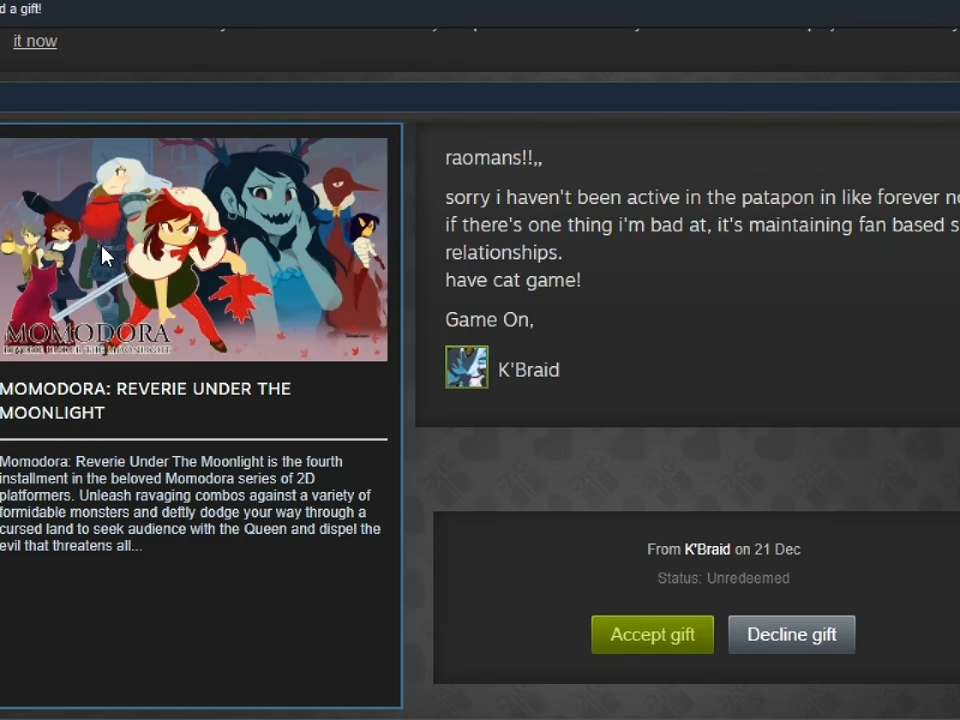 d a gift!
it now
MOMODORA
REVERIE UNDER THE MOONLIGHT
MOMODORA: REVERIE UNDER THE
MOONLIGHT
Momodora: Reverie Under The Moonlight is the fourth
installment in the beloved Momodora series of 2D
platformers. Unleash ravaging combos against a variety of
formidable monsters and deftly dodge your way through a
cursed land to seek audience with the Queen and dispel the
evil that threatens all...
raomans!!,,
sorry i haven't been active in the patapon in like forever
if there's one thing i'm bad at, it's maintaining fan based
relationships.
have cat game!
Game On,
K'Braid
From K'Braid on 21 Dec
Status: Unredeemed
Accept gift
Decline gift